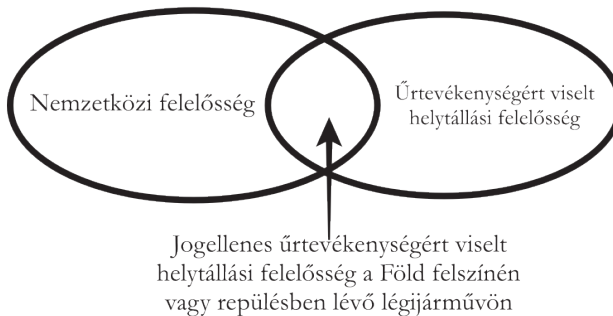 Nemzetközi felelősség
Űrtevékenységért viselt
helytállási felelősség
Jogellenes űrtevékenységért viselt
helytállási felelősség a Föld felszínén
vagy repülésben lévő légijárművön